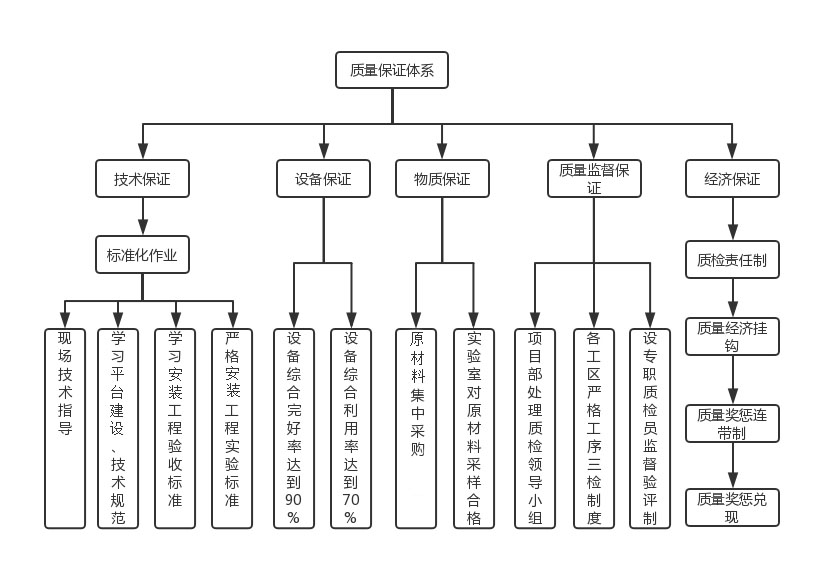 质量保证体系
技术保证
设备保证
物质保证
质量监督保
证
经济保证
标准化作业
质检责任制
质量经济挂
钩
质量奖惩连
带制
质量奖惩兑
现
现场技术指导
学习平台建设、技术规范
学习安装工程验收标准
严格安装工程实验标准
设备综合完好率达到90%
设备综合利用率达到70%
原材料集中采购
实验室对原材料采样合格
项目部处理质检领导小组
各工区严格工序三检制度
设专职质检员监督验评制